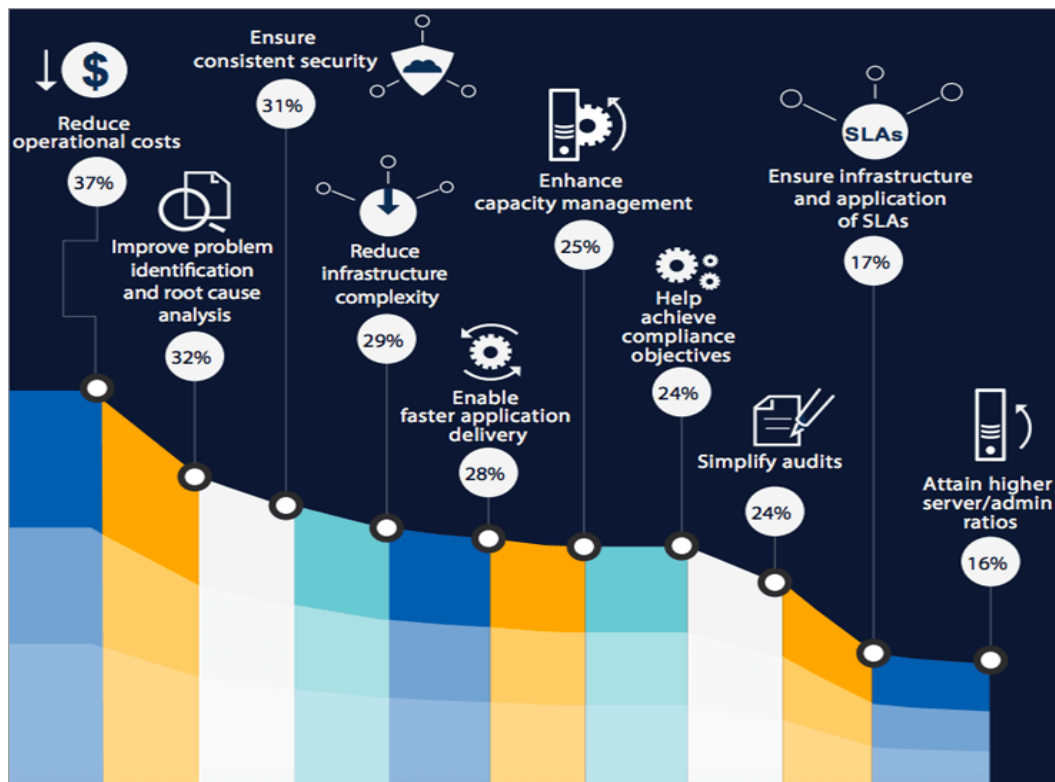 $
Reduce
operational costs
37%
Improve problem
identification
and root cause
analysis
32%
Ensure
consistent security
31%
Reduce
infrastructure
complexity
29%
Enable
faster application
delivery
28%
Enhance
capacity management
25%
Help
achieve
compliance
objectives
24%
Simplify audits
24%
SLAs
Ensure infrastructure
and application
of SLAs
17%
Attain higher
server/admin
ratios
16%